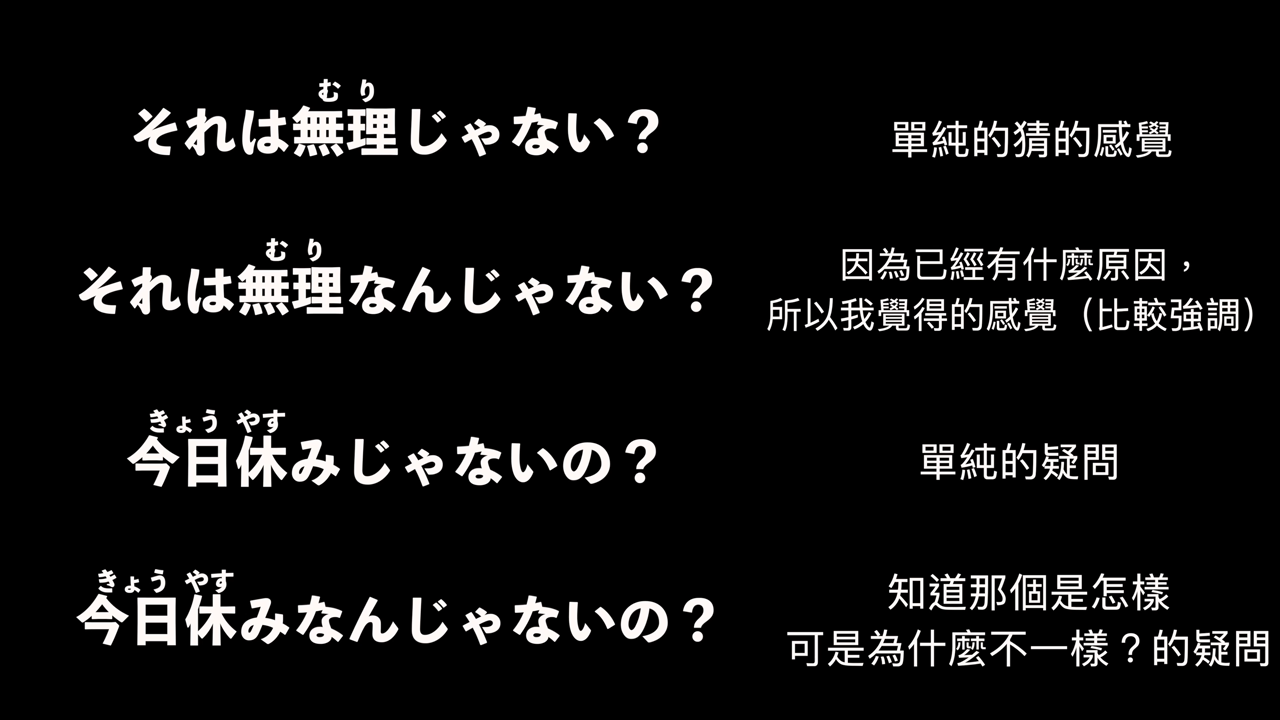 むり
それは無理じゃない？
單純的猜的感覺
むり
それは無理なんじゃない？
因為已經有什麼原因，
所以我覺得的感覺（比較強調）
きょう やす
今日休みじゃないの？
單純的疑問
きょう やす
今日休みなんじゃないの？
知道那個是怎樣
可是為什麼不一樣？的疑問